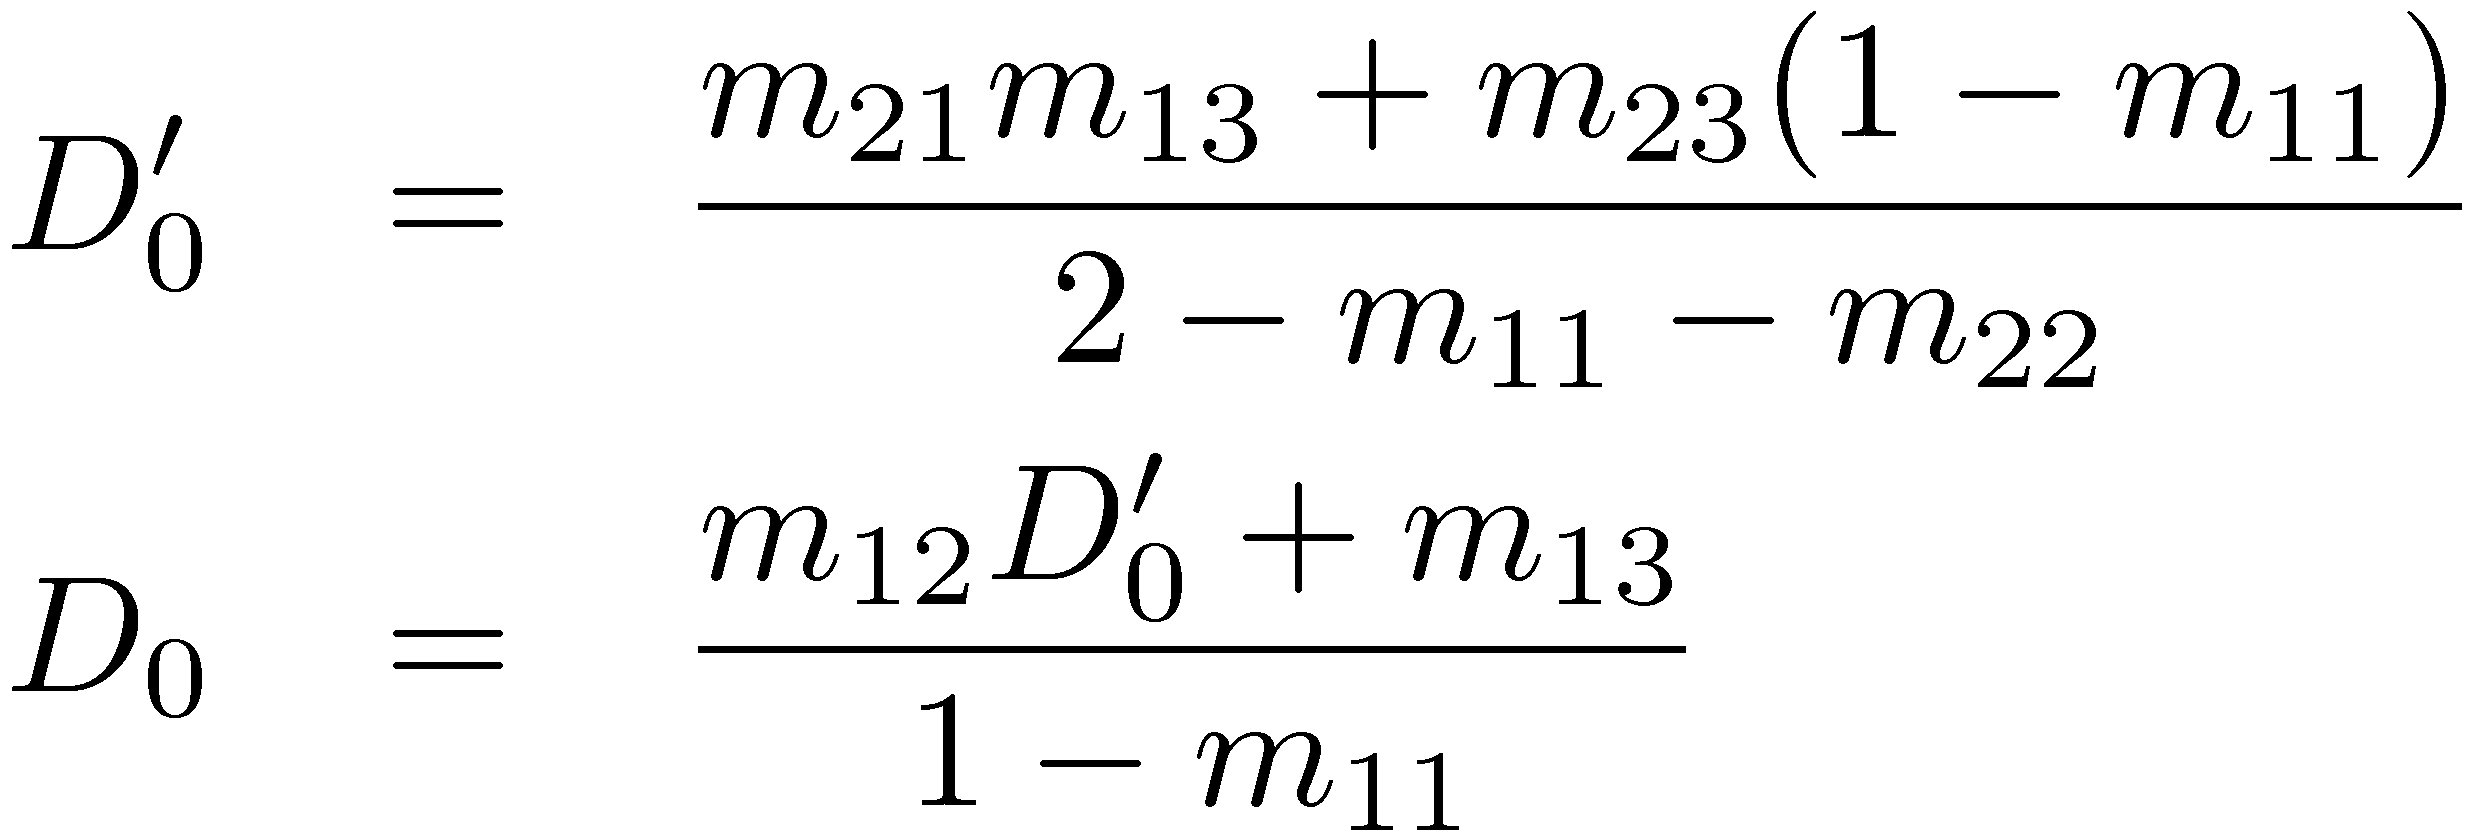 D'_0 = \frac{m_{21}m_{13} + m_{23}(1 - m_{11})}{2 - m_{11} - m_{22}}
D_0 = \frac{m_{12}D'_0 + m_{13}}{1 - m_{11}}